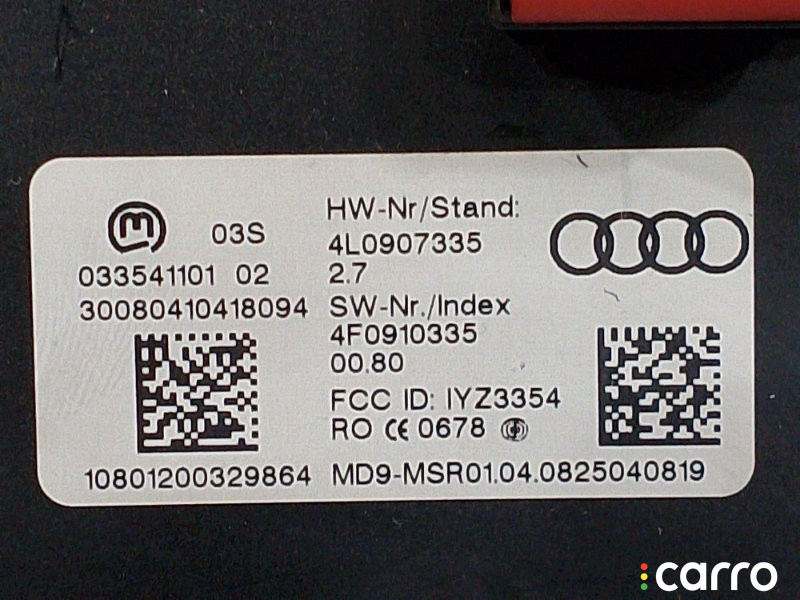 03S
033541101 02
30080410418094
HW-Nr/Stand:
4L0907335
2.7
SW-Nr./Index
4F0910335
00.80
FCC ID: IYZ3354
RO CE 0678
10801200329864 MD9-MSR01.04.0825040819
carro